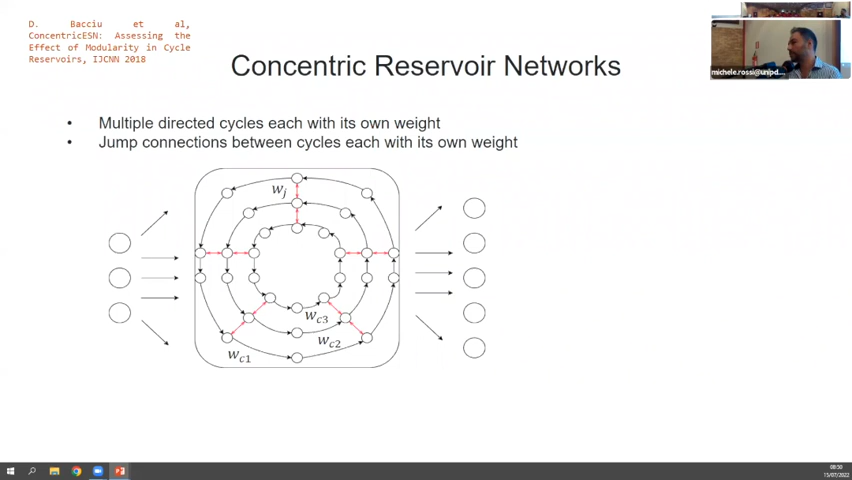 D. Bacciu et al,
ConcentricESN: Assessing the
Effect of Modularity in Cycle
Reservoirs, IJCNN 2018
michele.rossi@unipd....
Concentric Reservoir Networks
• Multiple directed cycles each with its own weight
• Jump connections between cycles each with its own weight
wj
wc3
wc2
wc1
08:50
15/07/2022